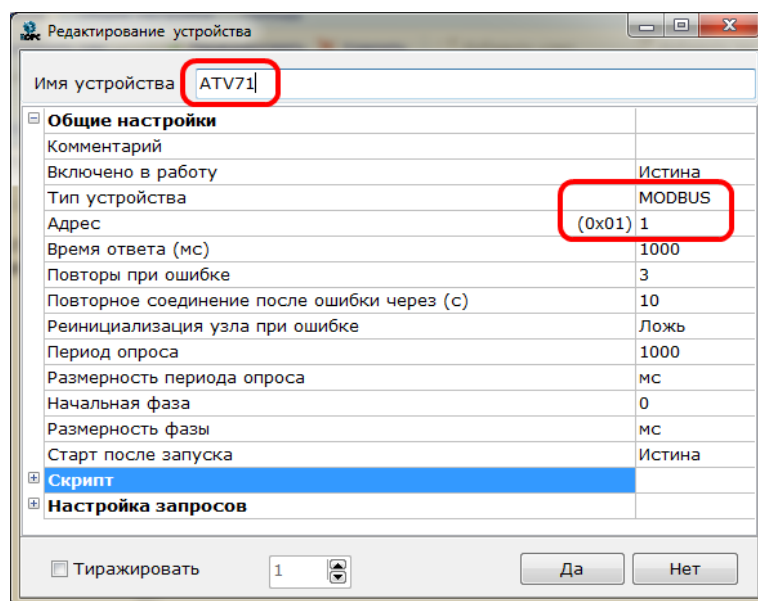 Редактирование устройства
Имя устройства ATV71
Общие настройки
Комментарий
Включено в работу Истина
Тип устройства MODBUS
Адрес (0x01) 1
Время ответа (мс) 1000
Повторы при ошибке 3
Повторное соединение после ошибки через (с) 10
Реинициализация узла при ошибке Ложь
Период опроса 1000
Размерность периода опроса мс
Начальная фаза 0
Размерность фазы мс
Старт после запуска Истина
Скрипт
Настройка запросов
Тиражировать 1 Да Нет